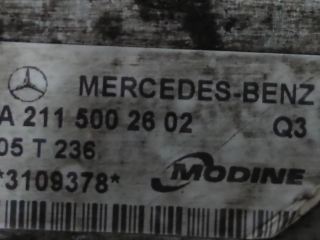 MERCEDES-BENZ
A 211 500 26 02 Q3
05 T 236
*3109378* MODINE